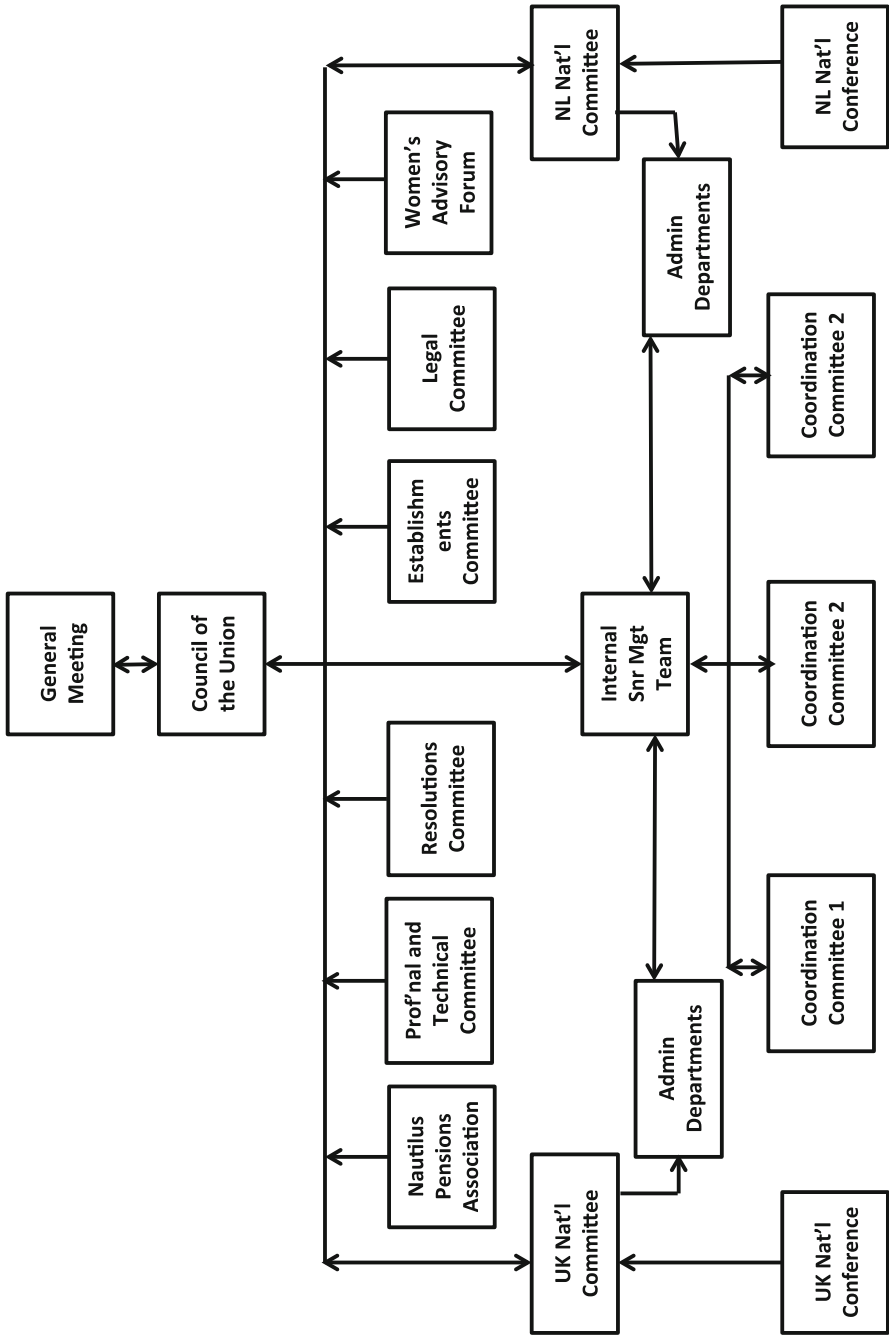 General
Meeting
Council of
the Union
Nautilus
Pensions
Association
Prof'nal and
Technical
Committee
Resolutions
Committee
Establishm
ents
Committee
Legal
Committee
Women's
Advisory
Forum
UK Nat'l
Committee
Internal
Snr Mgt
Team
NL Nat'l
Committee
Admin
Departments
Admin
Departments
UK Nat'l
Conference
Coordination
Committee 1
Coordination
Committee 2
Coordination
Committee 2
NL Nat'l
Conference